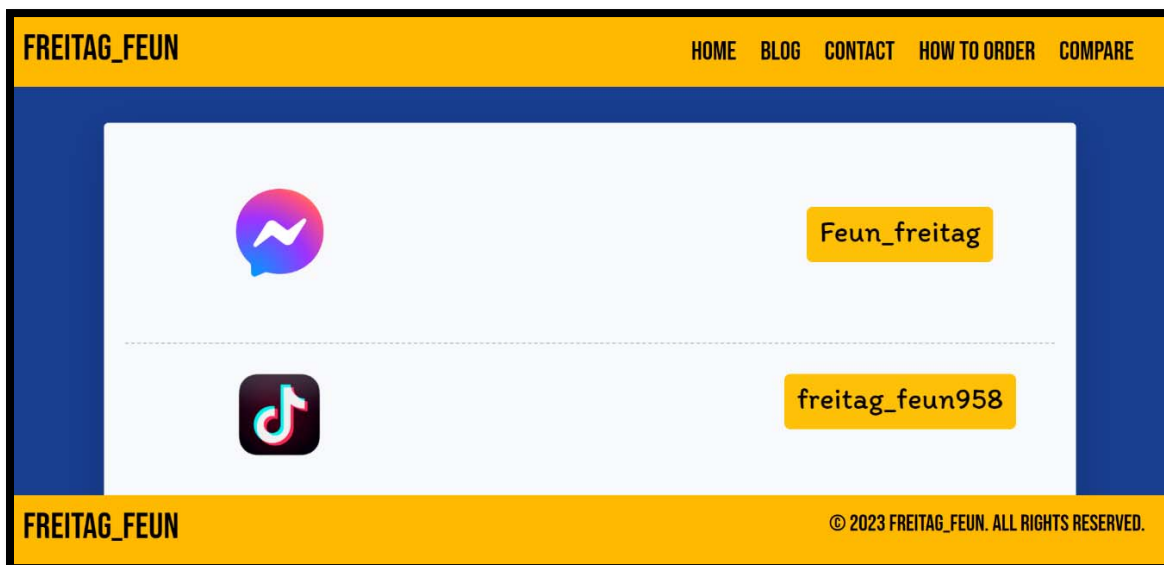 FREITAG_FEUN
HOME BLOG CONTACT HOW TO ORDER COMPARE
Feun_freitag
freitag_feun958
FREITAG_FEUN
© 2023 FREITAG_FEUN. ALL RIGHTS RESERVED.